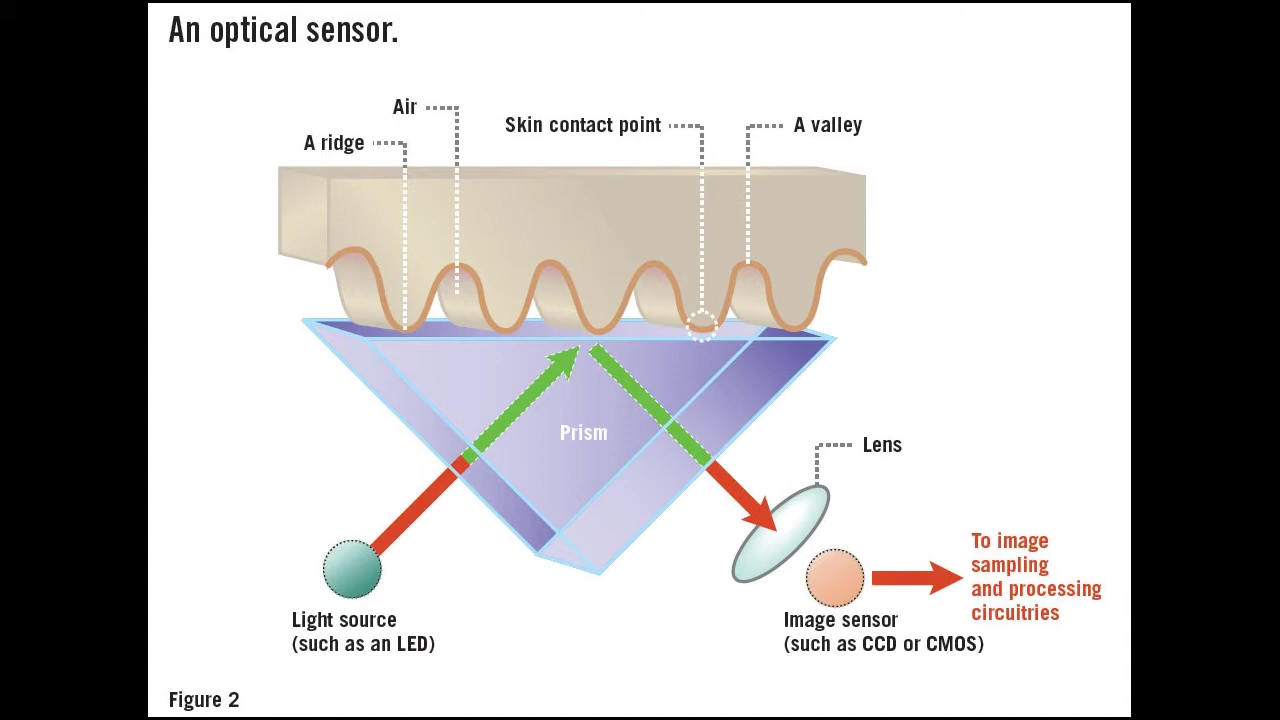 An optical sensor.
Air
Skin contact point
A valley
A ridge
Prism
Lens
To image
sampling
and processing
circuitries
Light source
(such as an LED)
Image sensor
(such as CCD or CMOS)
Figure 2